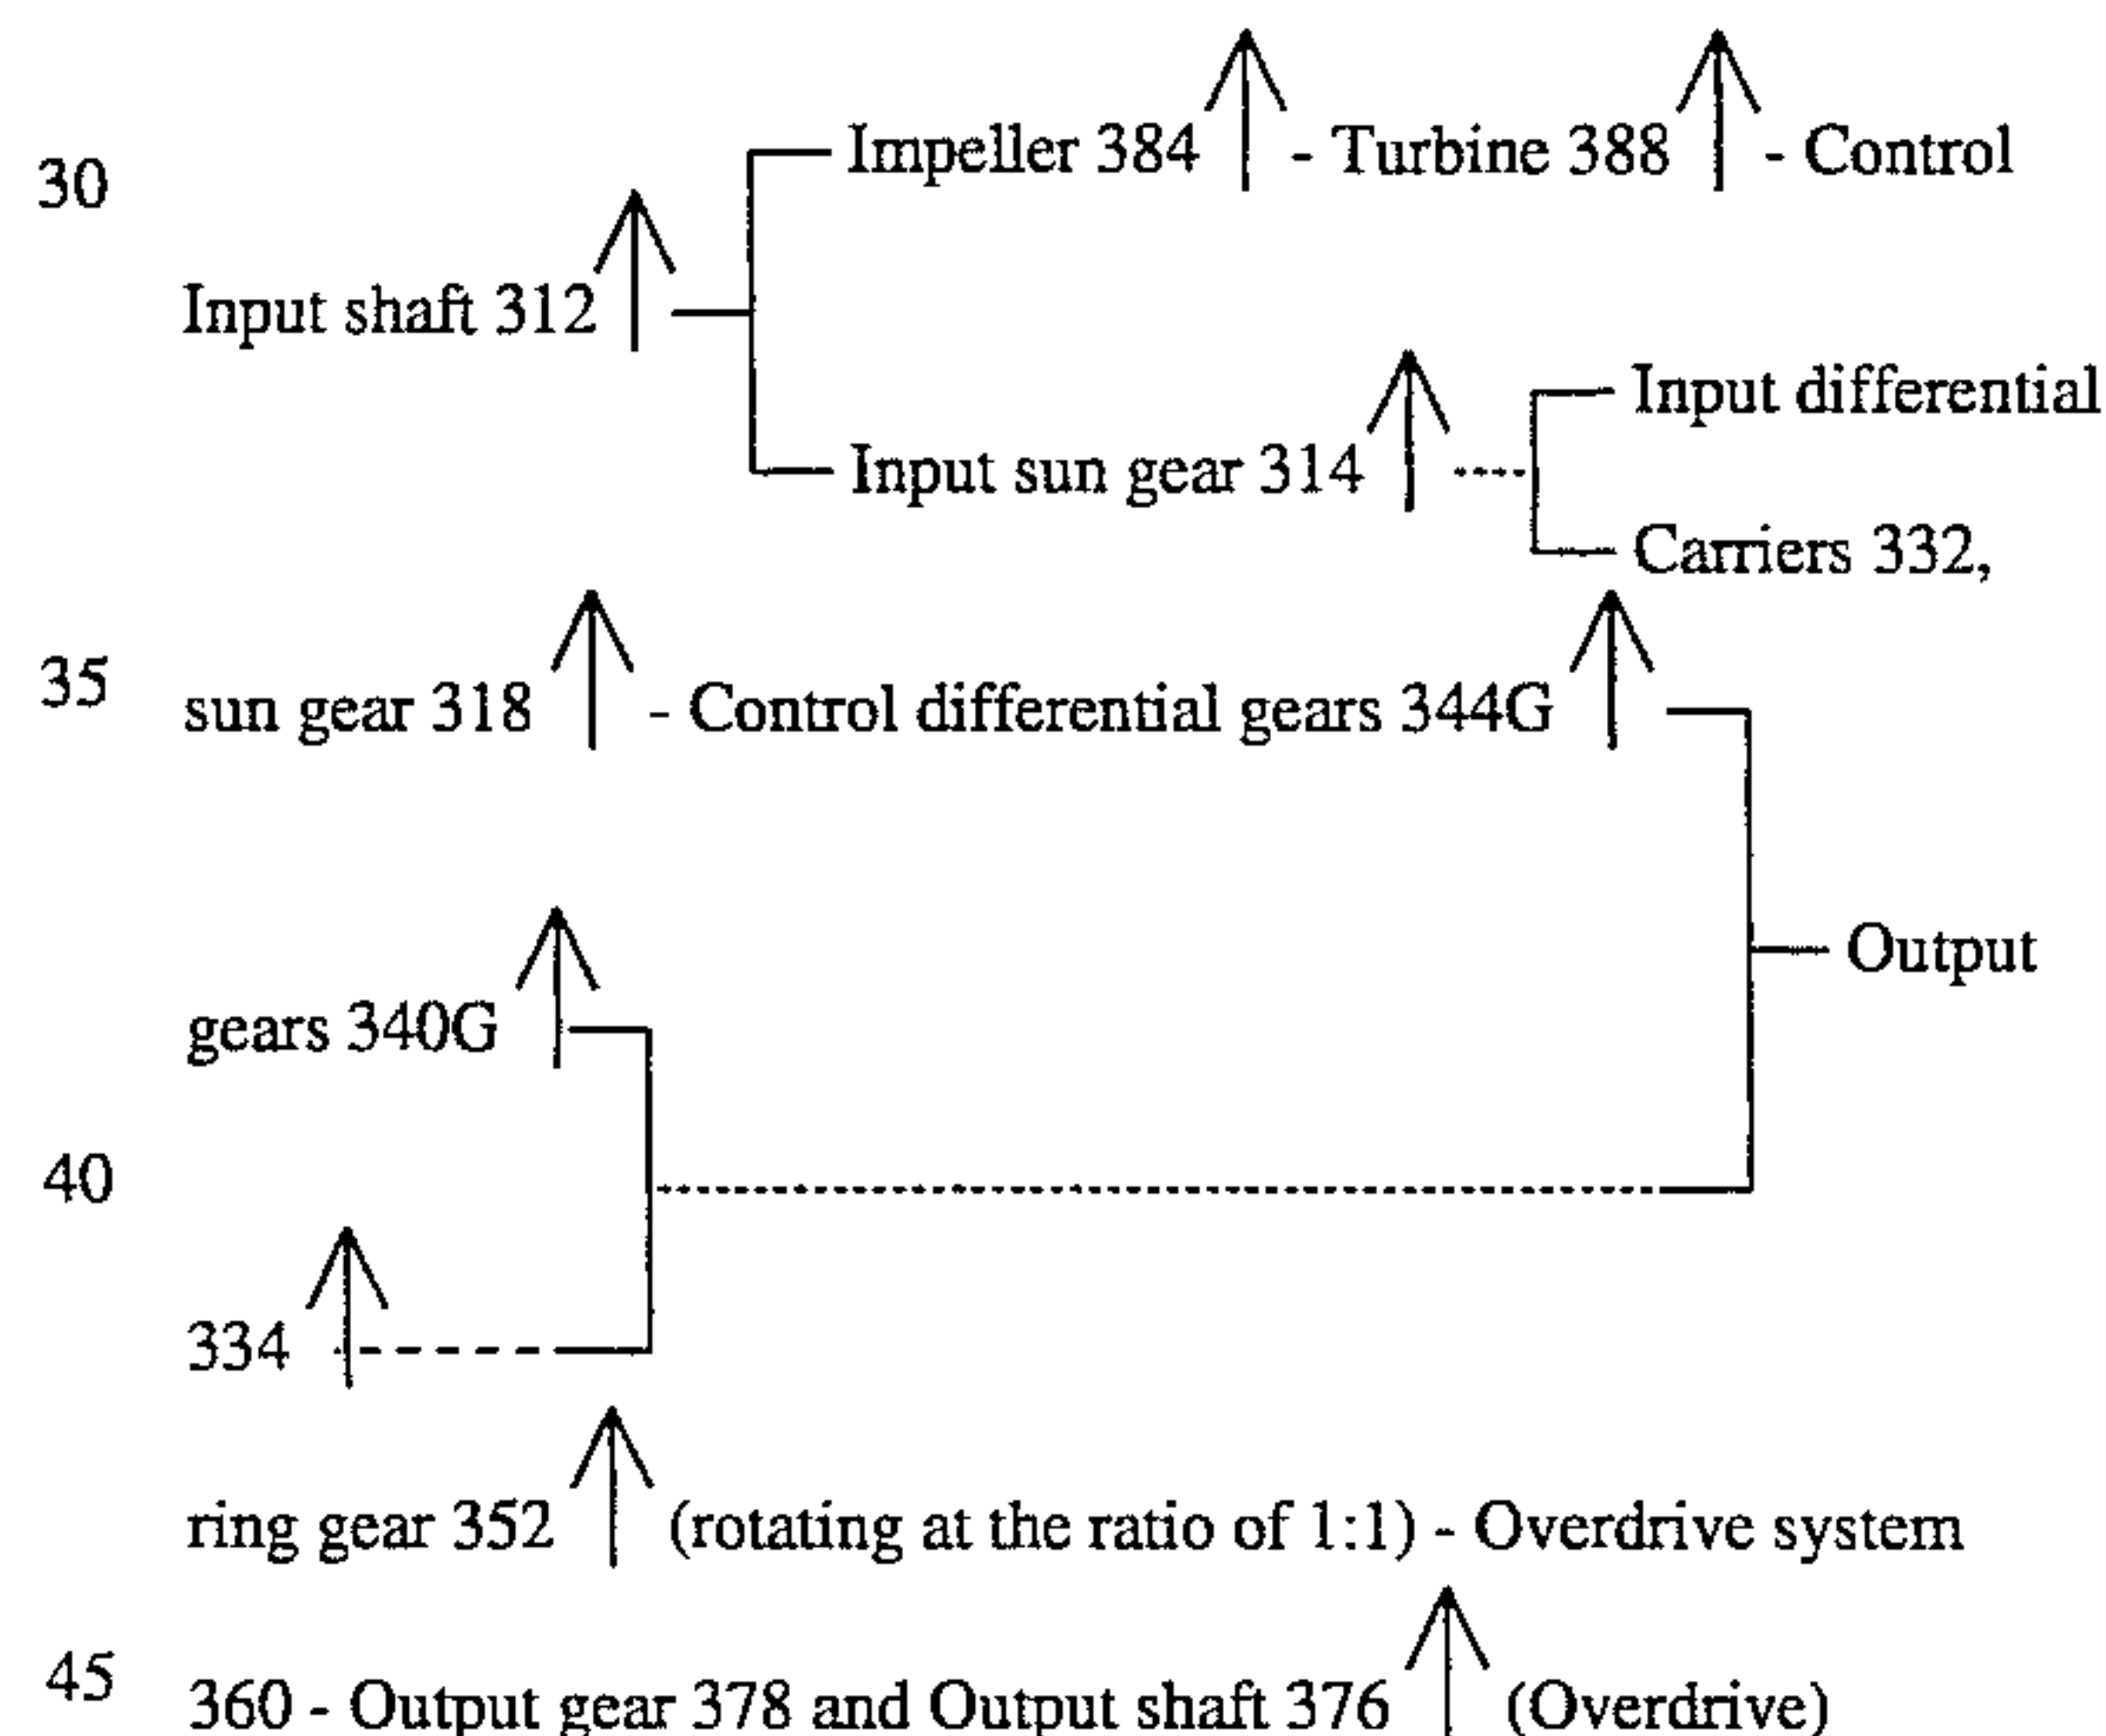 30 Impeller 384 - Turbine 388 - Control
Input shaft 312
Input differential
Input sun gear 314
Carriers 332,
35 sun gear 318 - Control differential gears 344G
Output
gears 340G
40
334
ring gear 352 (rotating at the ratio of 1:1) - Overdrive system
45 360 - Output gear 378 and Output shaft 376 (Overdrive)